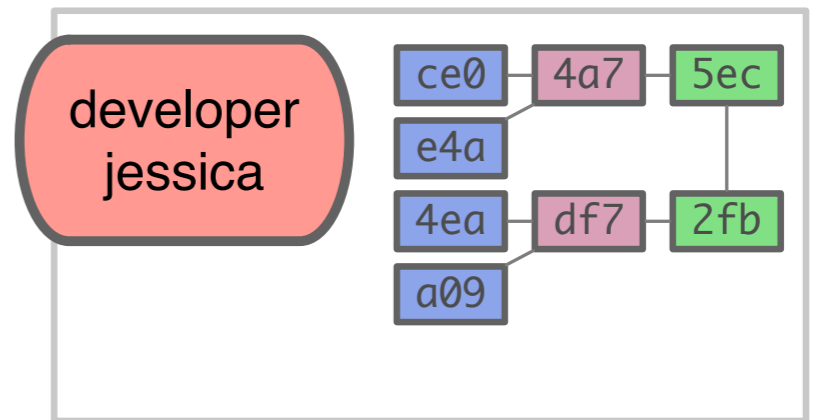 developer
jessica
ce0 4a7 5ec
e4a
4ea df7 2fb
a09